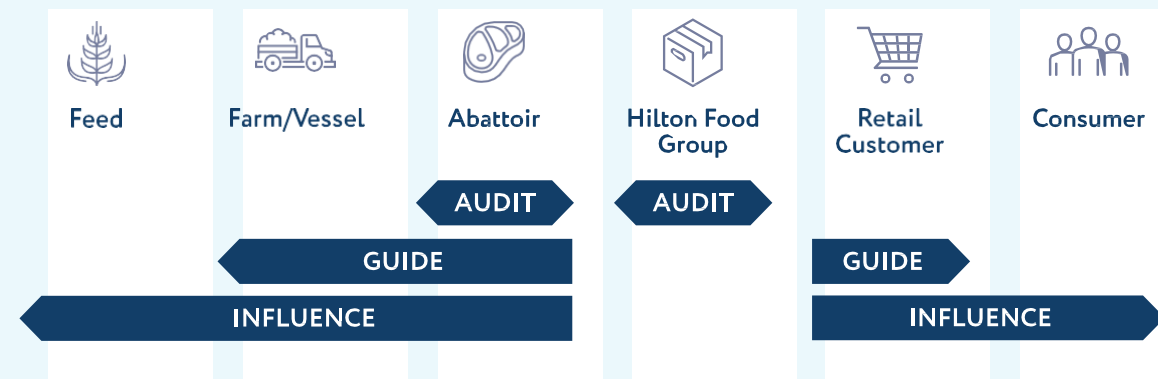 Feed
Farm/Vessel
Abattoir
Hilton Food
Group
Retail
Customer
Consumer
AUDIT
AUDIT
GUIDE
GUIDE
INFLUENCE
INFLUENCE